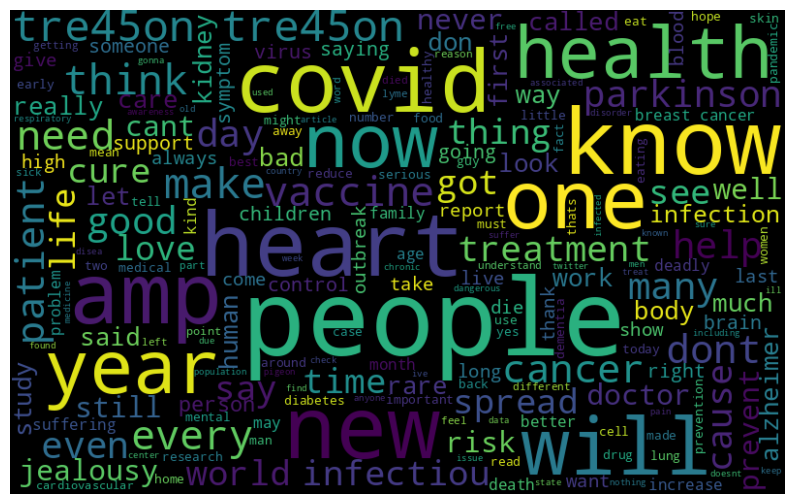 tre45on
tre45on
never
called
eat
hope
skin
free
getting
gonna
someone
virus
saying
don
first
blood
pandemic
give
kidney
symptom
covid
health
think
early
really
care
used
word
died
healthy
reason
way
parkinson
respiratory
awareness
old
cant
might
article
lyme
associated
disorder
need
support
day
now
number
food
little
fact
breast cancer
thing
know
mean
away
bad
going
guy
eating
high
cure
always
make
best
reduce
serious
look
sick
country
vaccine
got
one
see
well
let
tell
kind
children
family
report
thats
infected
infection
patient
life
good
heart
must
suffer
sure
women
love
outbreak
treatment
help
disea
two
medical
part
week
age
chronic
understand
known
twitter
men
treat
ill
problem
medicine
come
control
live
work
deadly
last
amp
human
take
dangerous
many
body
much
people
die
use
yes
thank
dementia
brain
show
said
point
left
due
case
today
including
found
year
around
check
month
long
back
cancer
right
dont
study
population
pigeon
live
time
rare
different
doctor
cause
prevent
alzheimer
still
say
person
diabetes
find
anyone
important
spread
suffering
mental
may
new
feel
data
better
cell
made
pain
prevention
even
every
man
will
risk
drug
lung
jealousy
center
research
issue
read
doesnt
world
infectiou
death
state
nothing
want
increase
keep
cardiovascular
home